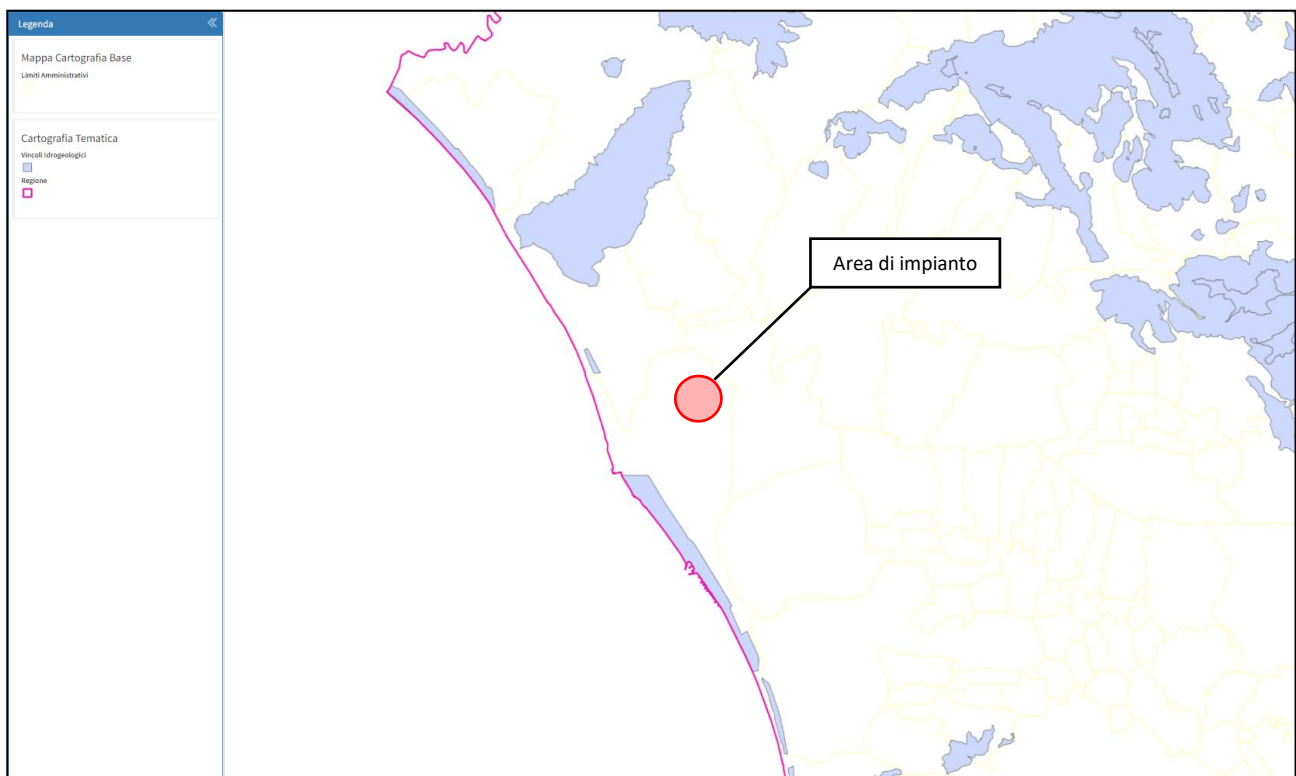 Legenda
Mappa Cartografia Base
Limiti Amministrativi
Cartografia Tematica
Vincoli Idrogeologici
Regione
Area di impianto